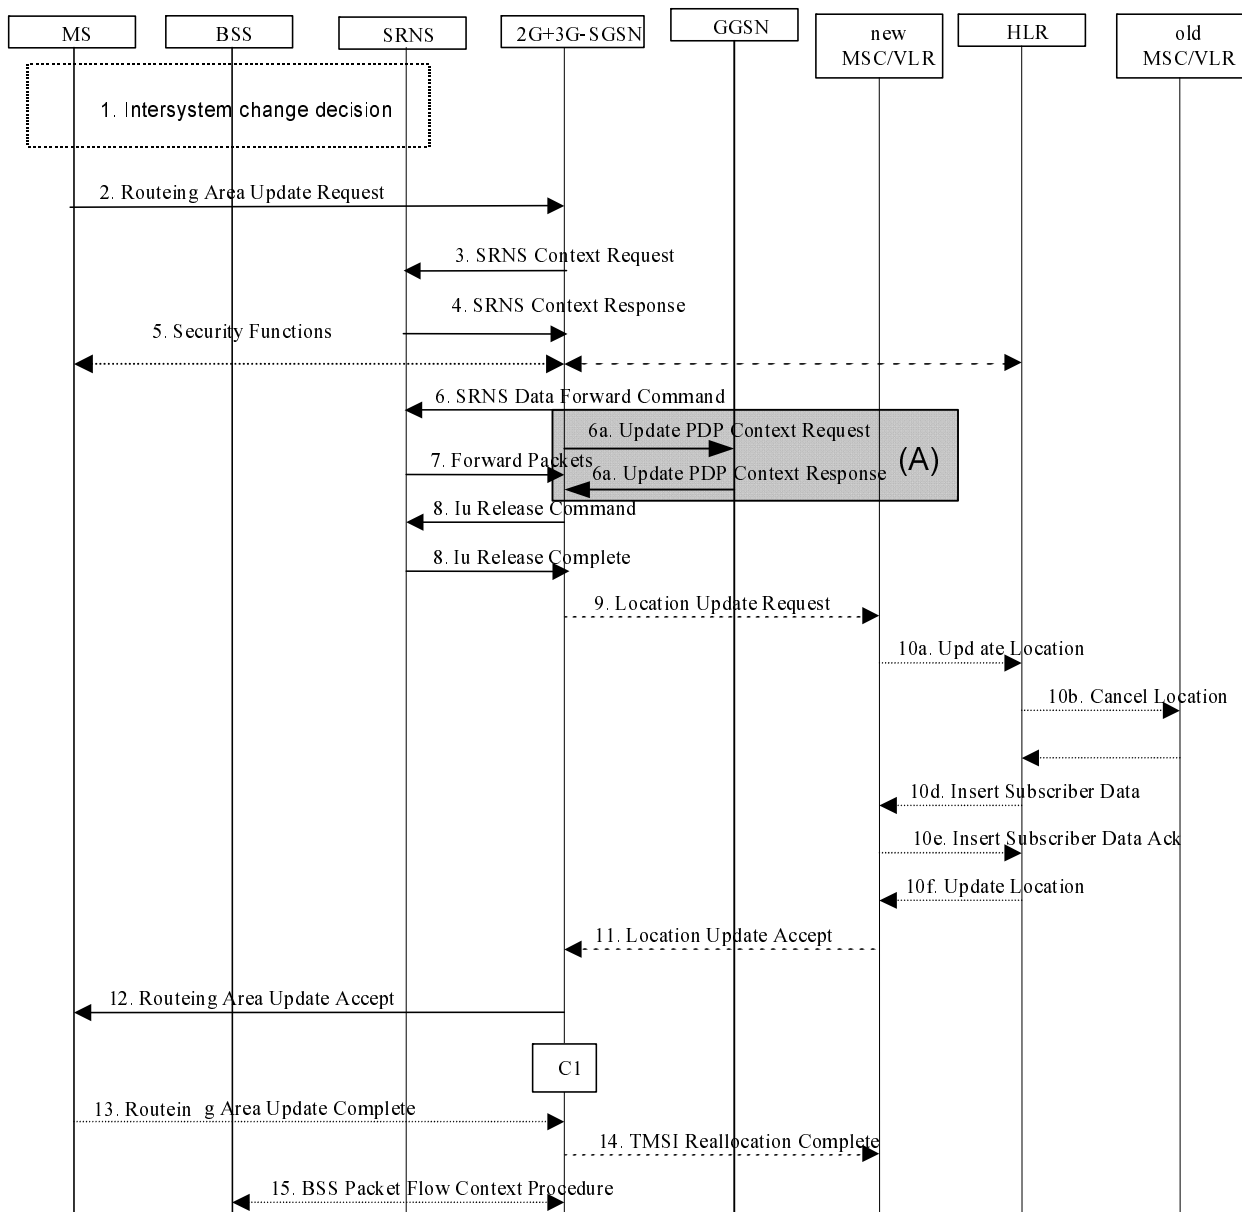 MS
BSS
SRNS
2G+3G-SGSN
GGSN
new
MSC/VLR
HLR
old
MSC/VLR
1. Intersystem change decision
2. Routeing Area Update Request
3. SRNS Context Request
4. SRNS Context Response
5. Security Functions
6. SRNS Data Forward Command
6a. Update PDP Context Request
(A)
7. Forward Packets
6a. Update PDP Context Response
8. Iu Release Command
8. Iu Release Complete
9. Location Update Request
10a. Upd ate Location
10b. Cancel Location
10d. Insert Subscriber Data
10e. Insert Subscriber Data Ack
10f. Update Location
11. Location Update Accept
12. Routeing Area Update Accept
C1
13. Routein g Area Update Complete
14. TMSI Reallocation Complete
15. BSS Packet Flow Context Procedure